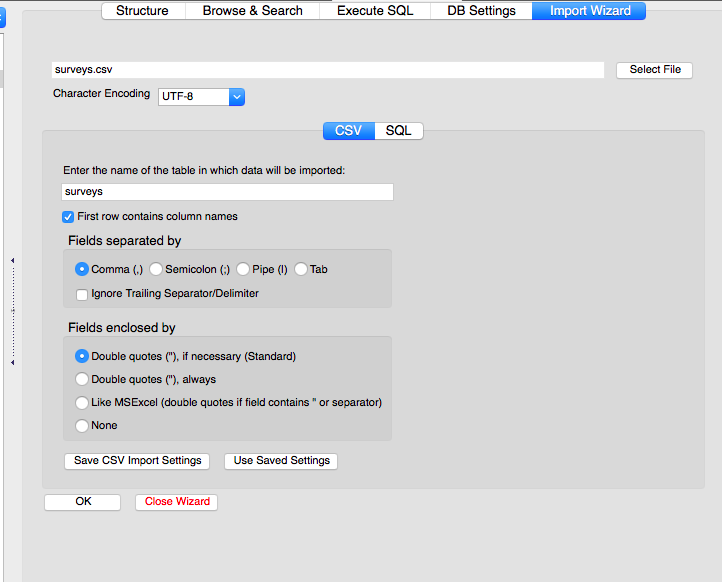 Structure Browse & Search Execute SQL DB Settings Import Wizard
surveys.csv Select File
Character Encoding UTF-8
CSV SQL
Enter the name of the table in which data will be imported:
surveys
First row contains column names
Fields separated by
Comma (,) Semicolon (;) Pipe (|) Tab
Ignore Trailing Separator/Delimiter
Fields enclosed by
Double quotes ("), if necessary (Standard)
Double quotes ("), always
Like MSExcel (double quotes if field contains " or separator)
None
Save CSV Import Settings Use Saved Settings
OK Close Wizard